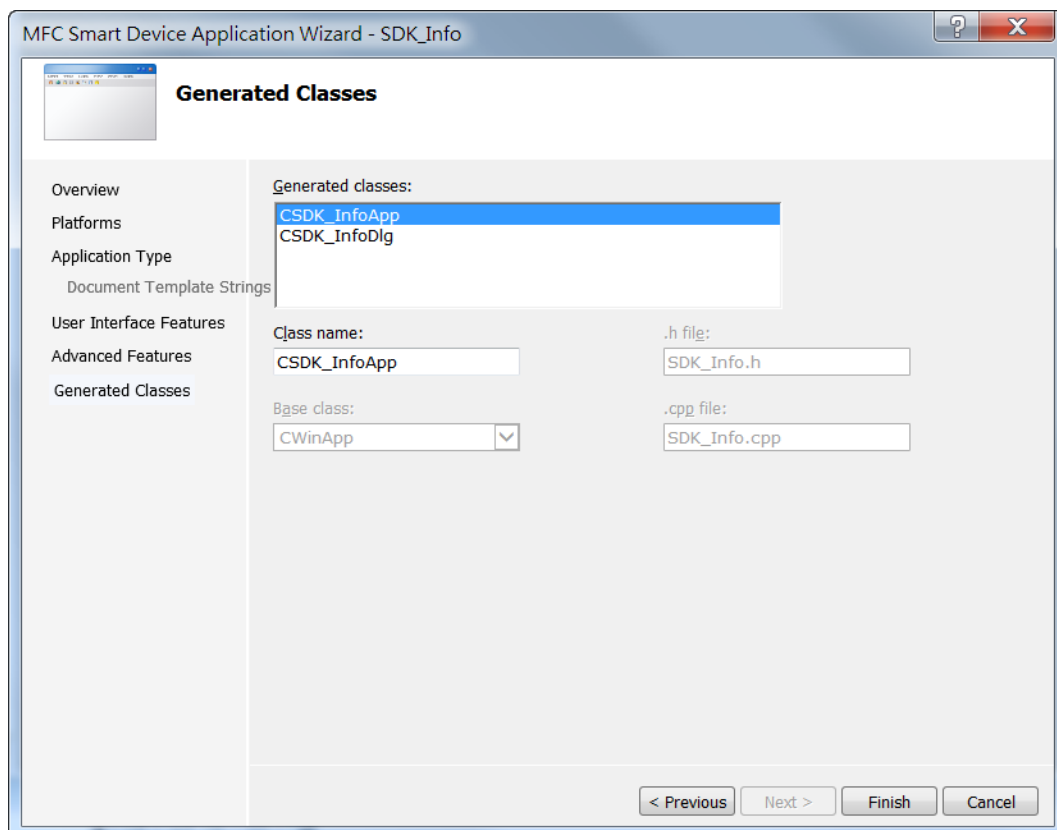 MFC Smart Device Application Wizard - SDK_Info
Generated Classes
Overview
Platforms
Application Type
Document Template Strings
User Interface Features
Advanced Features
Generated Classes
Generated classes:
CSDK_InfoApp
CSDK_InfoDlg
Class name:
.h file:
CSDK_InfoApp
SDK_Info.h
Base class:
.cpp file:
CWinApp
SDK_Info.cpp
< Previous
Next >
Finish
Cancel